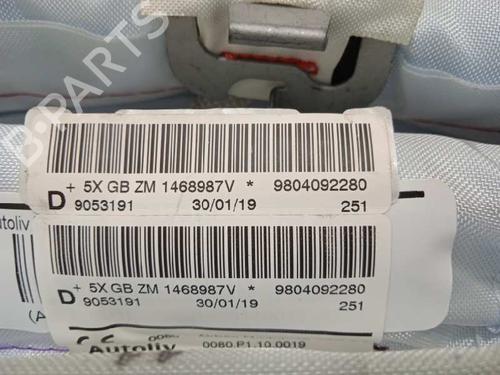 B-PARTS
+ 5X GB ZM 1468987V * 9804092280
D 9053191 30/01/19 251
+ 5X GB ZM 1468987V * 9804092280
D 9053191 30/01/19 251
Autoliv
(A
Autoliv 0080.P1.10.0019